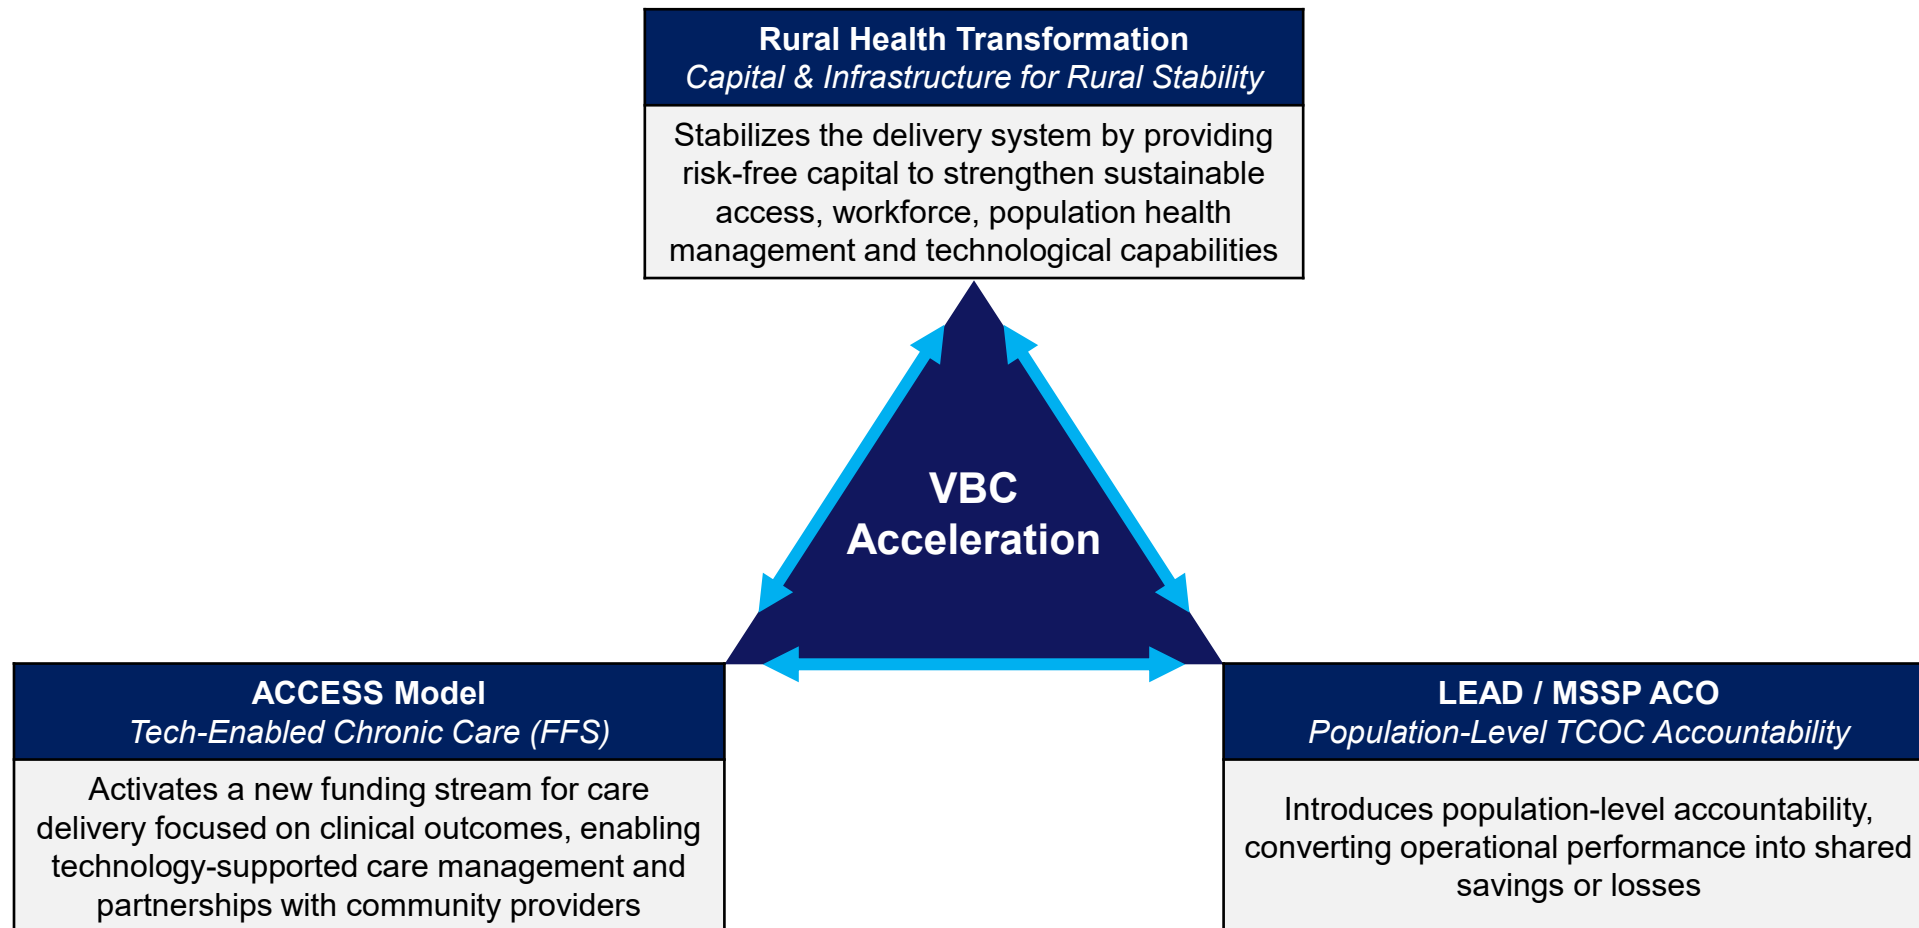 Rural Health Transformation
Capital & Infrastructure for Rural Stability
Stabilizes the delivery system by providing
risk-free capital to strengthen sustainable
access, workforce, population health
management and technological capabilities
VBC
Acceleration
ACCESS Model
Tech-Enabled Chronic Care (FFS)
Activates a new funding stream for care
delivery focused on clinical outcomes, enabling
technology-supported care management and
partnerships with community providers
LEAD / MSSP ACO
Population-Level TCOC Accountability
Introduces population-level accountability,
converting operational performance into shared
savings or losses